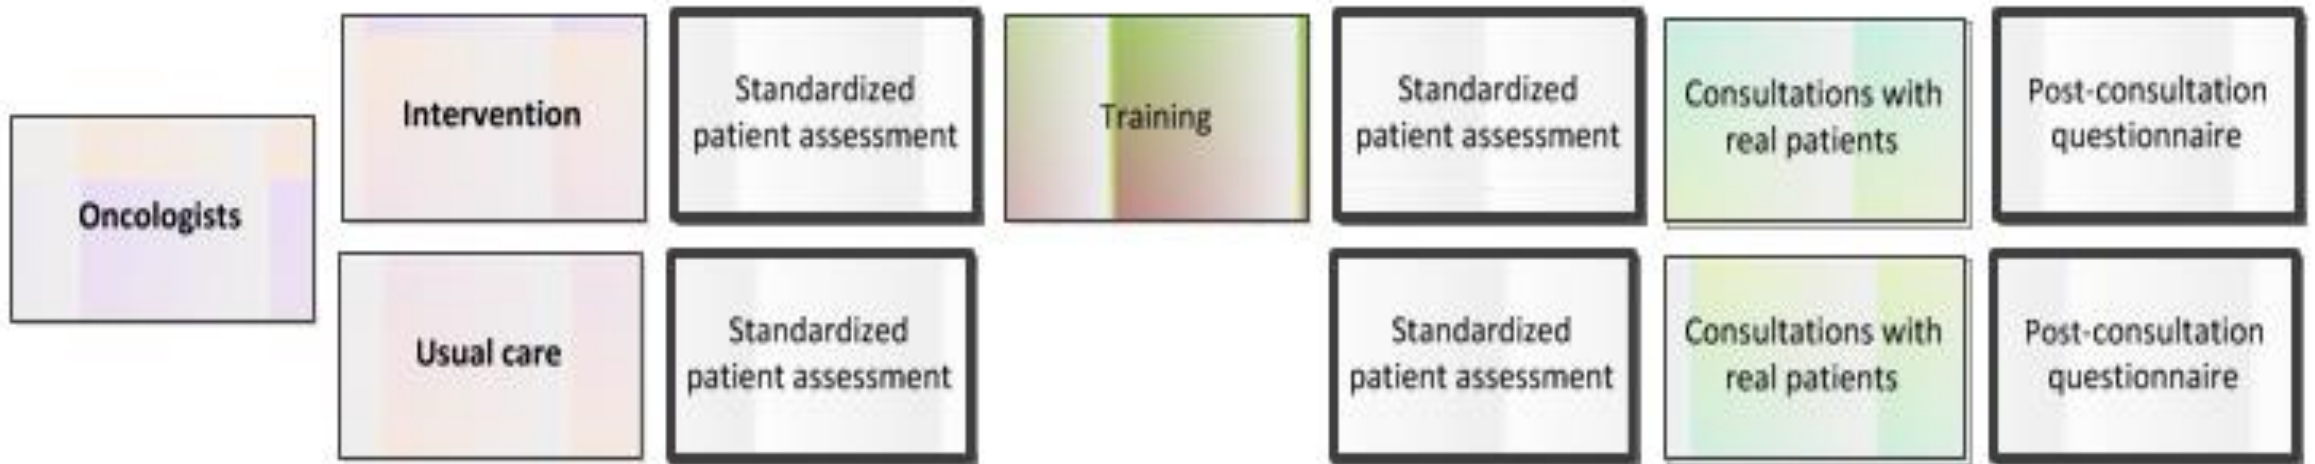 Oncologists
Intervention
Standardized
patient assessment
Training
Standardized
patient assessment
Consultations with
real patients
Post-consultation
questionnaire
Usual care
Standardized
patient assessment
Standardized
patient assessment
Consultations with
real patients
Post-consultation
questionnaire